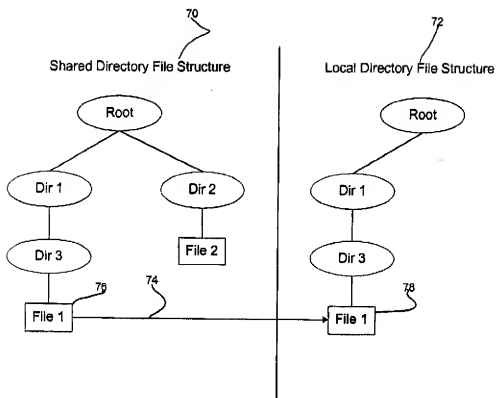 70
72
Shared Directory File Structure
Local Directory File Structure
Root
Root
Dir 1
Dir 2
Dir 1
File 2
Dir 3
Dir 3
76
74
78
File 1
File 1